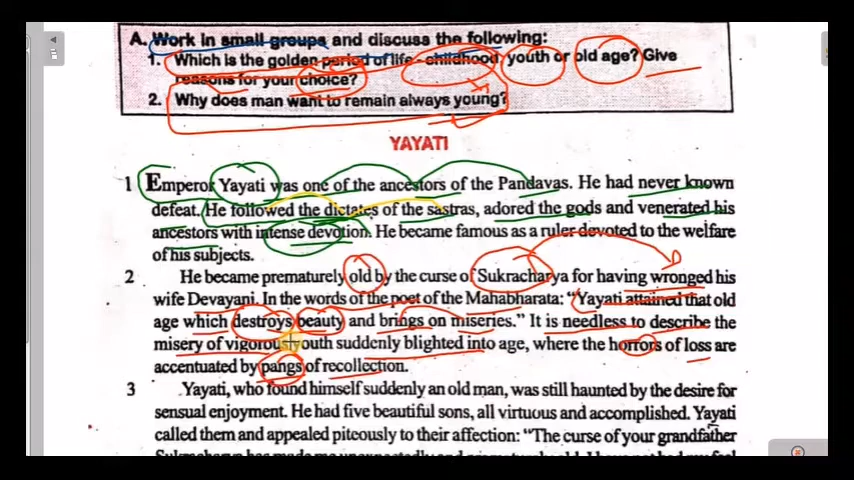 A. Work in small groups and discuss the following:
1. Which is the golden period of life - childhood, youth or old age? Give
reasons for your choice?
2. Why does man want to remain always young?
YAYATI
1 Emperor Yayati was one of the ancestors of the Pandavas. He had never known
defeat. He followed the dictates of the sastras, adored the gods and venerated his
ancestors with intense devotion. He became famous as a ruler devoted to the welfare
of his subjects.
2 He became prematurely old by the curse of Sukracharya for having wronged his
wife Devayani. In the words of the poet of the Mahabharata: “Yayati attained that old
age which destroys beauty and brings on miseries.” It is needless to describe the
misery of vigorous youth suddenly blighted into age, where the horrors of loss are
accentuated by pangs of recollection.
3 Yayati, who found himself suddenly an old man, was still haunted by the desire for
sensual enjoyment. He had five beautiful sons, all virtuous and accomplished. Yayati
called them and appealed piteously to their affection: “The curse of your grandfather